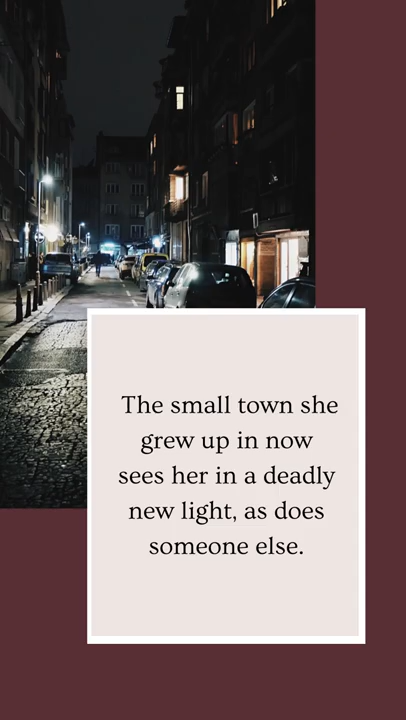 The small town she
grew up in now
sees her in a deadly
new light, as does
someone else.